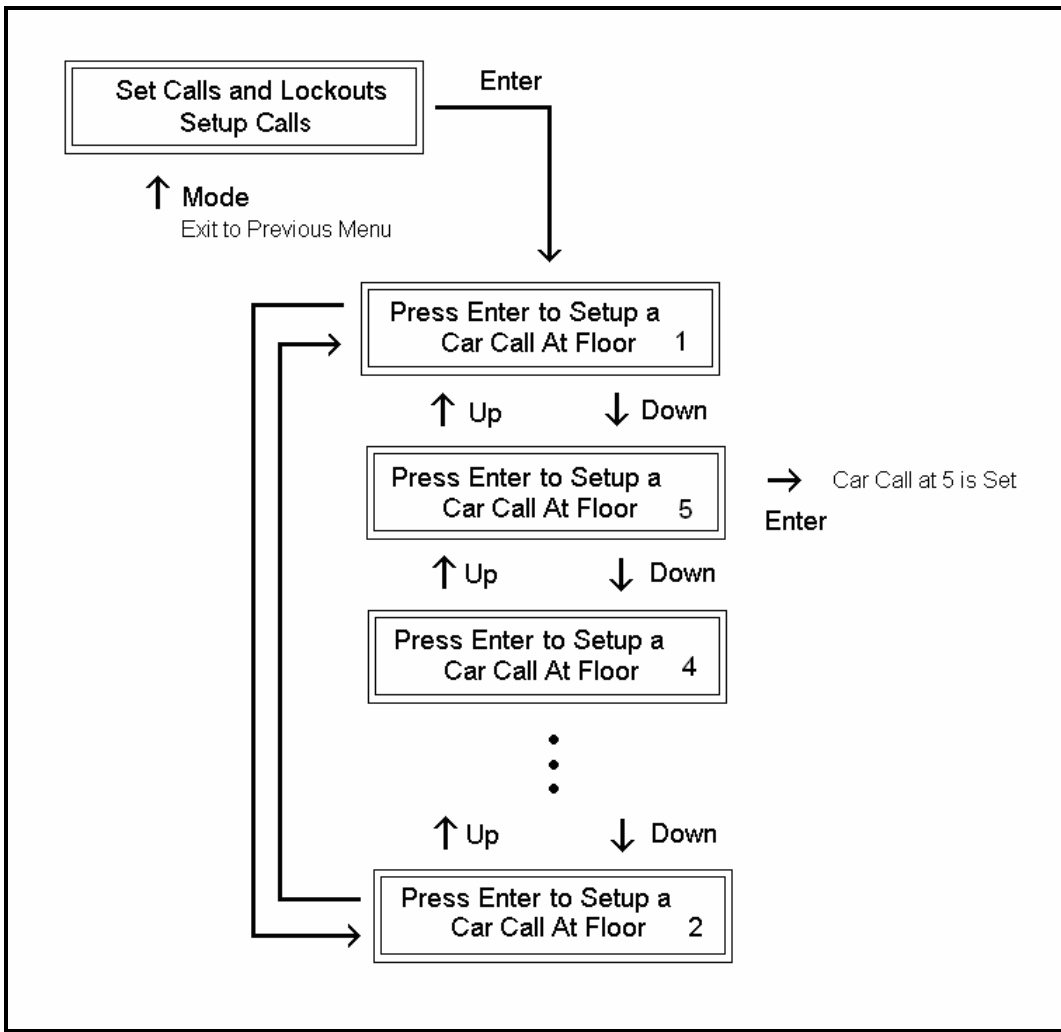 Set Calls and Lockouts
Setup Calls
Enter
↑ Mode
Exit to Previous Menu
Press Enter to Setup a
Car Call At Floor 1
↑ Up ↓ Down
Press Enter to Setup a
Car Call At Floor 5
→ Car Call at 5 is Set
Enter
↑ Up ↓ Down
Press Enter to Setup a
Car Call At Floor 4
↑ Up ↓ Down
Press Enter to Setup a
Car Call At Floor 2